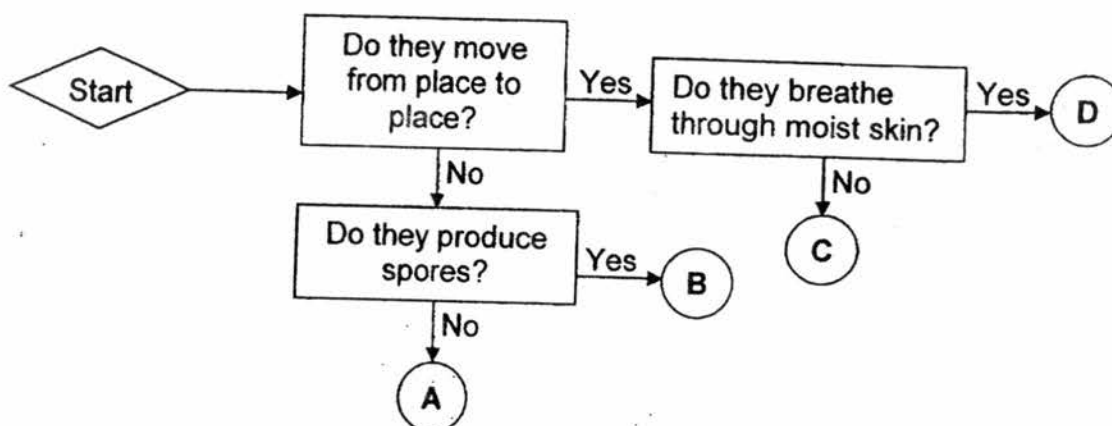 Start
Do they move
from place to
place?
Yes
Do they breathe
through moist skin?
Yes
D
No
No
C
Do they produce
spores?
Yes
B
No
A